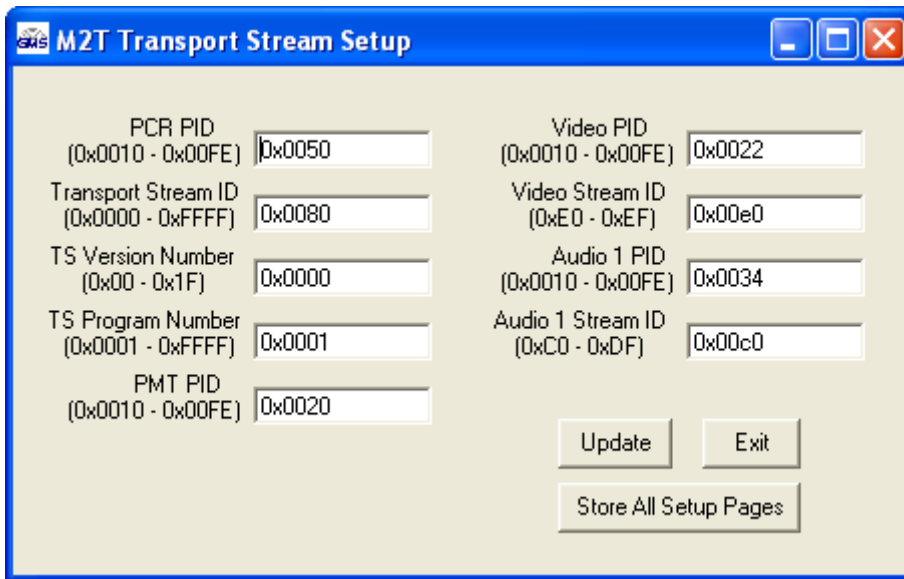 GMS M2T Transport Stream Setup
PCR PID
(0x0010 - 0x00FE) 0x0050
Transport Stream ID
(0x0000 - 0xFFFF) 0x0080
TS Version Number
(0x00 - 0x1F) 0x0000
TS Program Number
(0x0001 - 0xFFFF) 0x0001
PMT PID
(0x0010 - 0x00FE) 0x0020
Video PID
(0x0010 - 0x00FE) 0x0022
Video Stream ID
(0xE0 - 0xEF) 0x00e0
Audio 1 PID
(0x0010 - 0x00FE) 0x0034
Audio 1 Stream ID
(0xC0 - 0xDF) 0x00c0
Update Exit
Store All Setup Pages